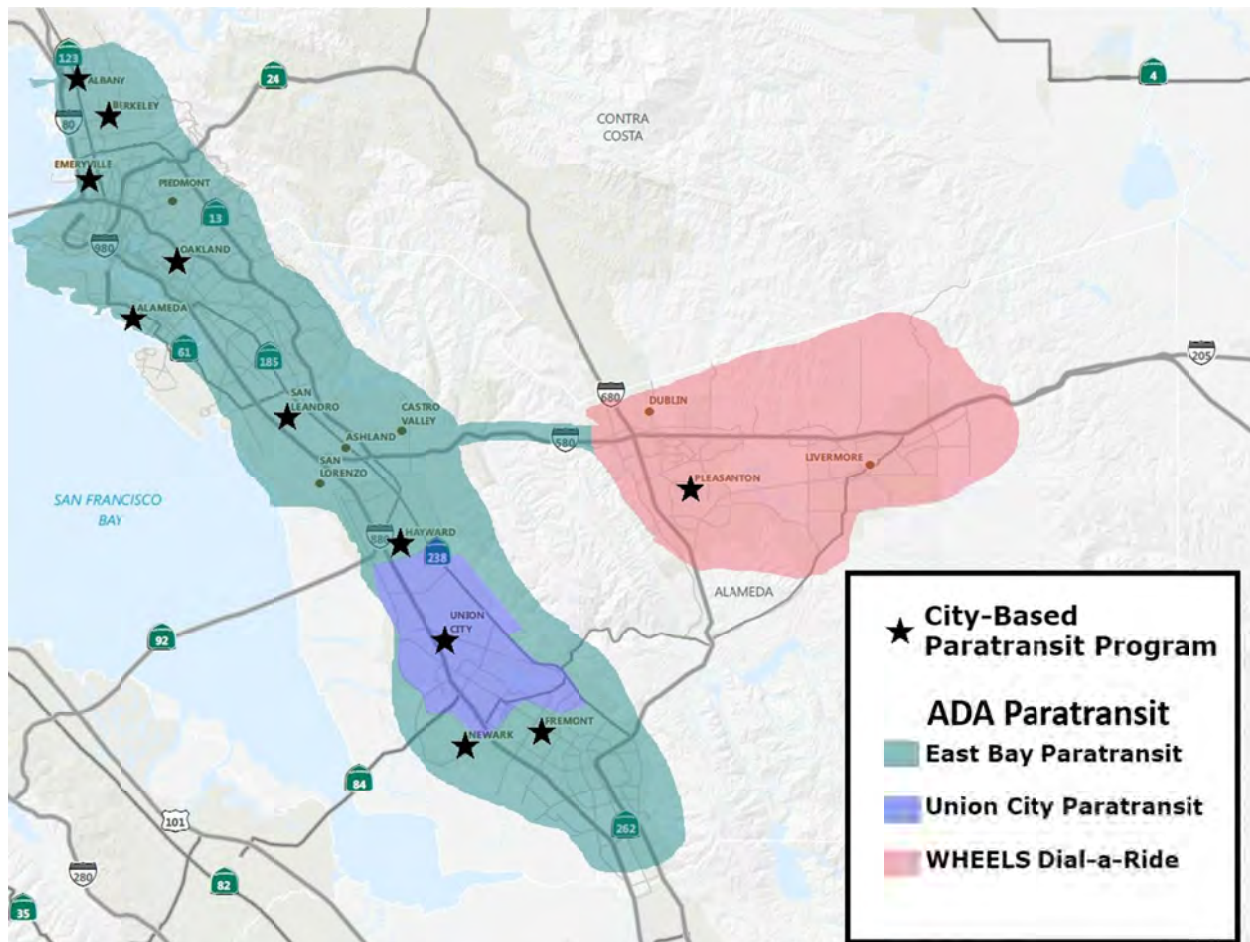 123
ALBANY
24
4
BIRKELEY
80
CONTRA
COSTA
EMERYVILLE
PIEDMONT
13
980
OAKLAND
ALAMEDA
61
185
205
680
SAN
LEANDRO
CASTRO
VALLEY
DUBLIN
ASHLAND
580
SAN
LORENZO
LIVERMORE
PLEASANTON
SAN FRANCISCO
BAY
880
HAYWARD
238
ALAMEDA
UNION
CITY
92
FREMONT
NEWARK
84
101
262
280
82
35
City-Based
Paratransit Program
ADA Paratransit
East Bay Paratransit
Union City Paratransit
WHEELS Dial-a-Ride